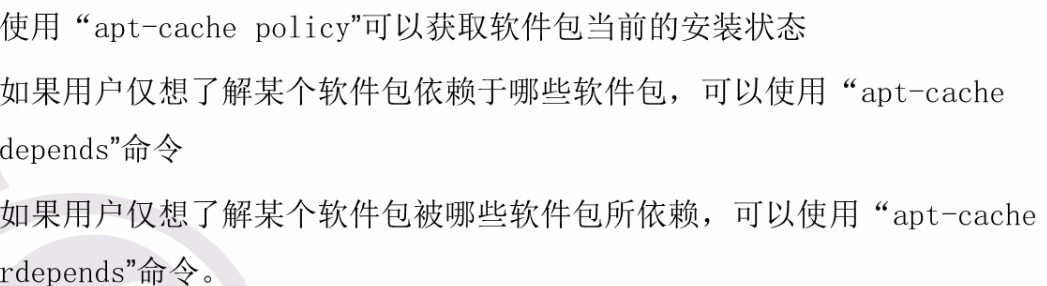 使用“apt-cache policy”可以获取软件包当前的安装状态
如果用户仅想了解某个软件包依赖于哪些软件包，可以使用“apt-cache
depends”命令
如果用户仅想了解某个软件包被哪些软件包所依赖，可以使用“apt-cache
rdepends”命令。